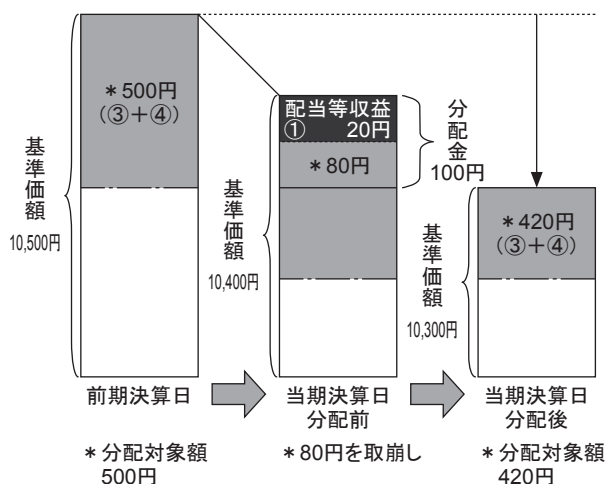 基準価額
10,500円
*500円
(③+④)
前期決算日
*分配対象額
500円
基準価額
10,400円
配当等収益
① 20円
*80円
分配金
100円
当期決算日
分配前
*80円を取崩し
基準価額
10,300円
*420円
(③+④)
当期決算日
分配後
*分配対象額
420円